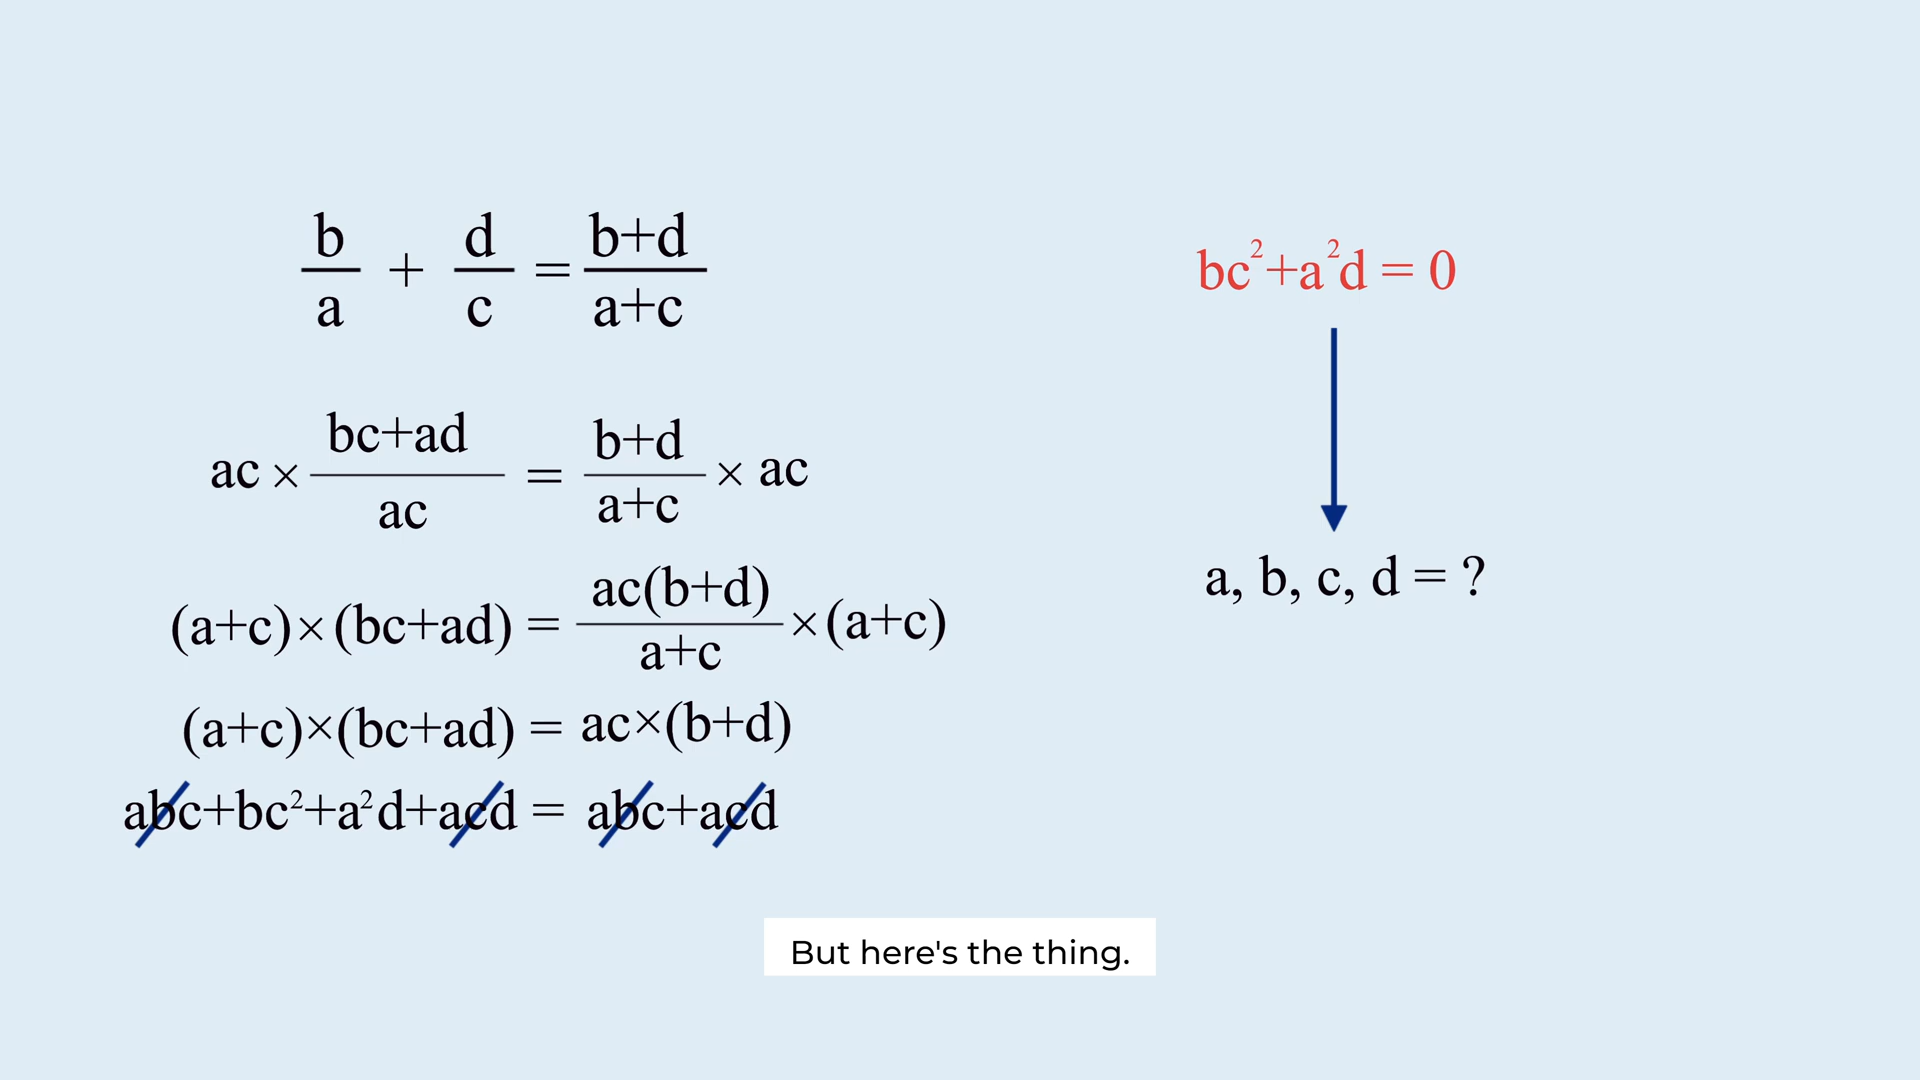 b/a + d/c = b+d/a+c
ac × bc+ad/ac = b+d/a+c × ac
(a+c)×(bc+ad) = ac(b+d)/a+c ×(a+c)
(a+c)×(bc+ad) = ac×(b+d)
abc+bc²+a²d+acd = abc+acd
bc²+a²d = 0
a, b, c, d = ?
But here's the thing.